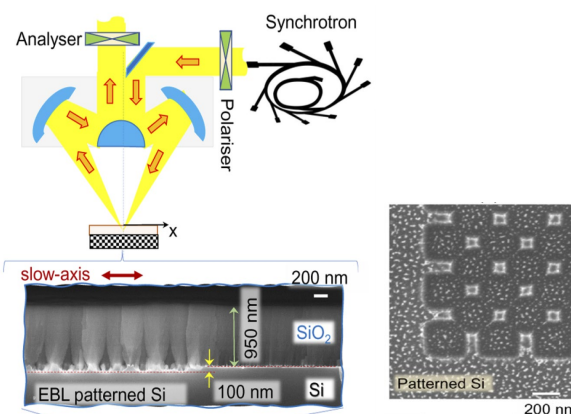 Synchrotron
Analyser
Polariser
x
slow-axis
200 nm
950 nm
SiO2
EBL patterned Si
100 nm
Si
Patterned Si
200 nm